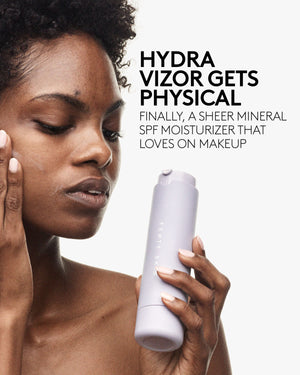 HYDRA
VIZOR GETS
PHYSICAL
FINALLY, A SHEER MINERAL
SPF MOISTURIZER THAT
LOVES ON MAKEUP